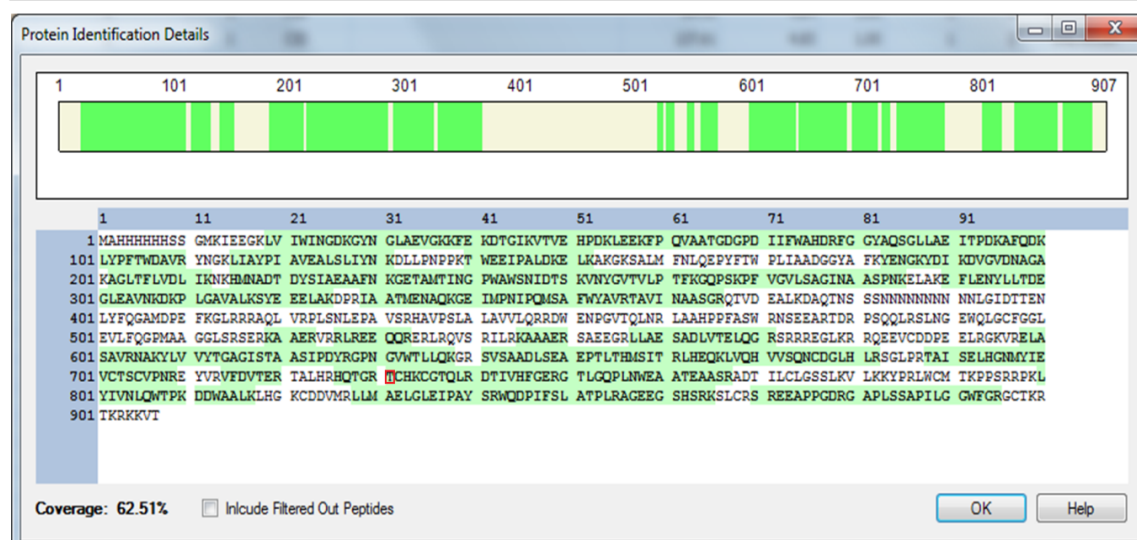 Protein Identification Details
1 101 201 301 401 501 601 701 801 907
1 11 21 31 41 51 61 71 81 91
1 MAHHHHHHSS GMKIEEGKLV IWINGDKGYN GLAEVGKKFE KDTGIKVTVE HPDKLEEKFP QVAATGDGPD IIFWAHDRFG GYAQSGLLAE ITPDKAFQDK
101 LYPFTWDAVR YNGKLIAYPI AVEALSLIYN KDLLPNPPKT WEEIPALDKE LKAKGKSALM FNLQEPYFTW PLIAADGGYA FKYENGKYDI KDVGVDNAGA
201 KAGLTFLVDL IKNKHMNADT DYSIAEAAFN KGETAMTING PWAWSNIDTS KVNYGVTVLP TFKGQPSKPF VGVLSAGINA ASPNKELAKE FLENYLLTDE
301 GLEAVNKDKP LGAVALKSYE EELAKDPRIA ATMENAQKGE IMPNIPQMSA FWYAVRTAVI NAASGRQTVD EALKDAQTNS SSNNNNNNNN NNLGIDTTEN
401 LYFQGAMDPE FKGLRRRAQL VRPLSNLEPA VSRHAVPSLA LAVVLQRRDW ENPGVTQLNR LAAHPPFASW RNSEEARTDR PSQQLRSLNG EWQLGCFGGL
501 EVLFQGPMAA GGLSRSERKA AERVRRLREE QQRERLRQVS RILRKAAAER SAEEGRLLAE SADLVTELQG RSRRREGLKR RQEEVCDDPE ELRGKVRELA
601 SAVRNAKYLV VYTGAGISTA ASIPDYRGPN GVWTLLQKGR SVSAADLSEA EPTLTHMSIT RLHEQKLVQH VVSQNCDGLH LRSGLPRTAI SELHGNMYIE
701 VCTSCVPNRE YVRVFDVTER TALHRHQTGR TCHKCGTQLR DTIVHFGERG TLGQPLNWEA ATEAASRADT ILCLGSSLKV LKKYPRLWCM TKPPSRRPKL
801 YIVNLQWTPK DDWAALKLHG KCDDVMRLLM AELGLEIPAY SRWQDPIFSL ATPLRAGEEG SHSRKSLCRS REEAPPGDRG APLSSAPILG GWFGRGCTKR
901 TKRKKVT
Coverage: 62.51% Inlcude Filtered Out Peptides OK Help